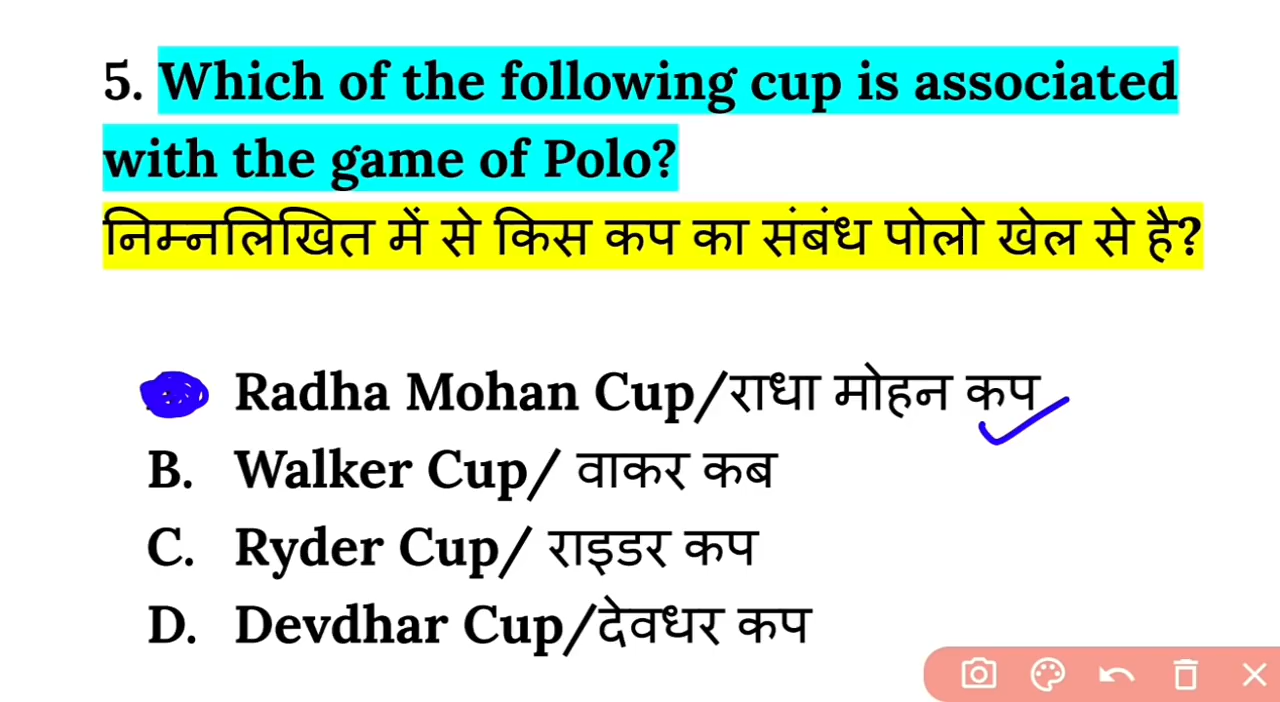 5. Which of the following cup is associated
with the game of Polo?
निम्नलिखित में से किस कप का संबंध पोलो खेल से है?
Radha Mohan Cup/राधा मोहन कप
B. Walker Cup/ वाकर कब
C. Ryder Cup/ राइडर कप
D. Devdhar Cup/देवधर कप